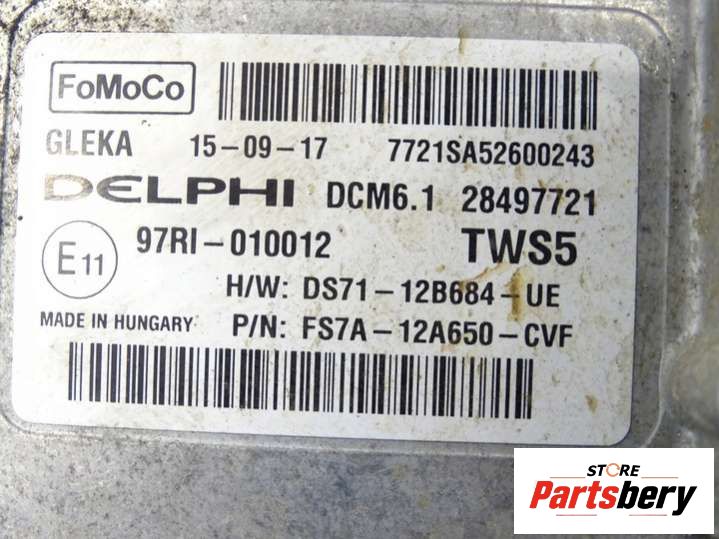 FoMoCo
GLEKA 15-09-17 7721SA52600243
DELPHI DCM6.1 28497721
E11 97RI-010012 TWS5
H/W: DS71-12B684-UE
MADE IN HUNGARY P/N: FS7A-12A650-CVF
STORE
Partsbery